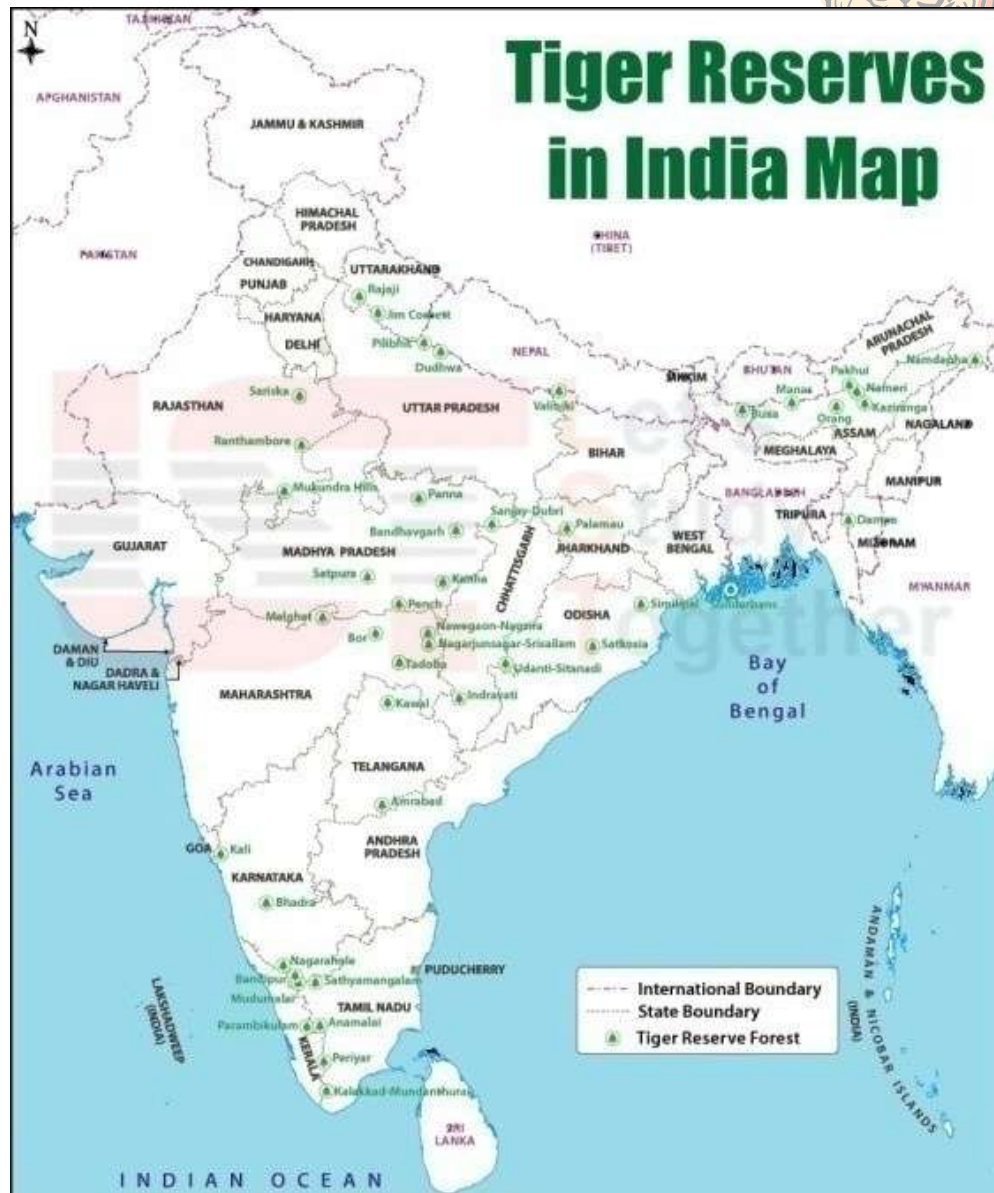 Tiger Reserves
in India Map
N
TAJIKISTAN
AFGHANISTAN
JAMMU & KASHMIR
HIMACHAL
PRADESH
CHINA
(TIBET)
PAKISTAN
CHANDIGARH
PUNJAB
UTTARAKHAND
Rajaji
HARYANA
Jim Corbett
DELHI
Pilibhit
Dudhwa
NEPAL
ARUNACHAL
PRADESH
Namdapha
SIKKIM
BHUTAN
Pakhui
Manas
Nameri
Sariska
RAJASTHAN
UTTAR PRADESH
Valmiki
Buxa
Orang
Kaziranga
ASSAM
NAGALAND
Ranthambore
BIHAR
MEGHALAYA
MANIPUR
Mukundra Hills
Panna
BANGLADESH
Sanjay-Dubri
Bandhavgarh
Palamau
TRIPURA
Dampa
GUJARAT
MADHYA PRADESH
CHHATTISGARH
JHARKHAND
WEST
BENGAL
MIZORAM
Satpura
Kanha
MYANMAR
Pench
Similipal
Sundarbans
Melghat
ODISHA
Bor
Nawegaon-Nagzira
Nagarjunsagar-Srisailam
Satkosia
DAMAN
& DIU
DADRA &
NAGAR HAVELI
Tadoba
Udanti-Sitanadi
Bay
of
Bengal
MAHARASHTRA
Kawal
Indravati
Arabian
Sea
TELANGANA
Amrabad
GOA
Kali
ANDHRA
PRADESH
KARNATAKA
Bhadra
Nagarahole
Bandipur
Sathyamangalam
PUDUCHERRY
Mudumalai
TAMIL NADU
Parambikulam
Anamalai
KERALA
Periyar
Kalakkad-Mundanthurai
LAKSHADWEEP
(INDIA)
ANDAMAN & NICOBAR ISLANDS
(INDIA)
International Boundary
State Boundary
Tiger Reserve Forest
SRI
LANKA
INDIAN OCEAN
together